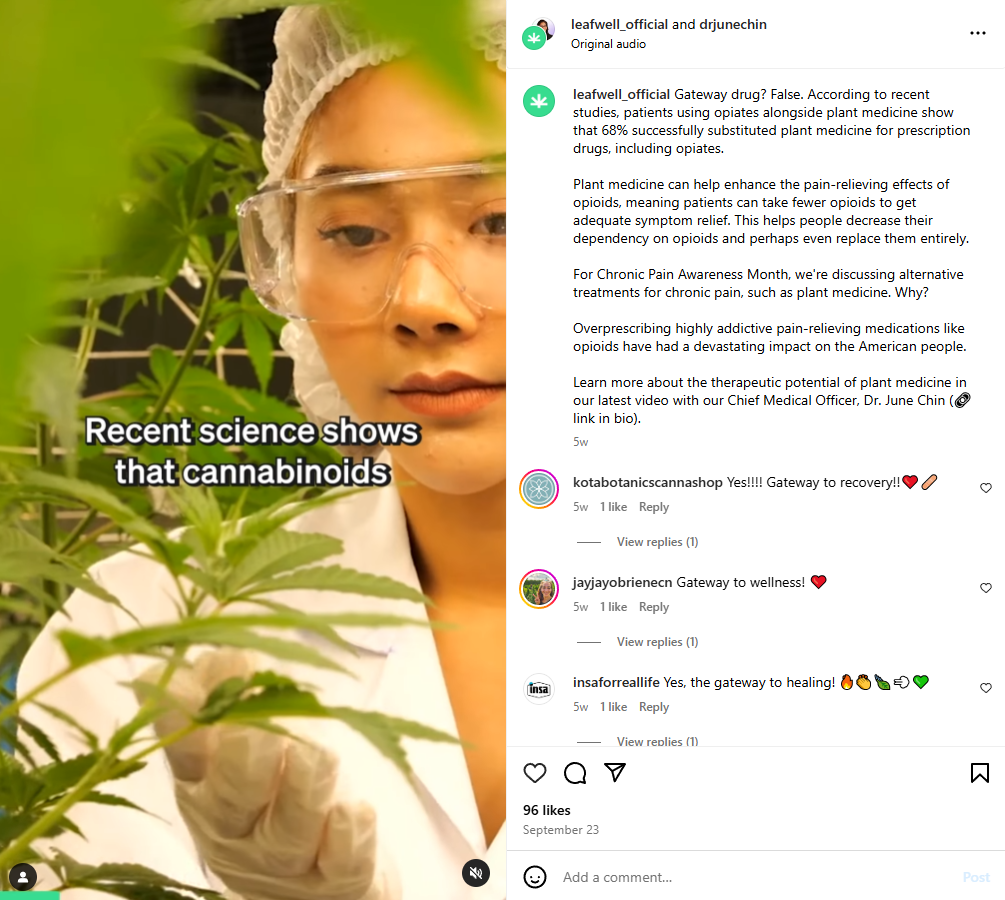 Recent science shows
that cannabinoids
leafwell_official and drjunechin
Original audio
leafwell_official Gateway drug? False. According to recent
studies, patients using opiates alongside plant medicine show
that 68% successfully substituted plant medicine for prescription
drugs, including opiates.
Plant medicine can help enhance the pain-relieving effects of
opioids, meaning patients can take fewer opioids to get
adequate symptom relief. This helps people decrease their
dependency on opioids and perhaps even replace them entirely.
For Chronic Pain Awareness Month, we're discussing alternative
treatments for chronic pain, such as plant medicine. Why?
Overprescribing highly addictive pain-relieving medications like
opioids have had a devastating impact on the American people.
Learn more about the therapeutic potential of plant medicine in
our latest video with our Chief Medical Officer, Dr. June Chin (🔗
link in bio).
5w
kotabotanicscannashop Yes!!!! Gateway to recovery!!❤️🩹
5w 1 like Reply
View replies (1)
jayjayobrienecn Gateway to wellness! ❤️
5w 1 like Reply
View replies (1)
insa
insaforreallife Yes, the gateway to healing! 🔥👏🍃💨💚
5w 1 like Reply
View replies (1)
96 likes
September 23
Add a comment...
Post